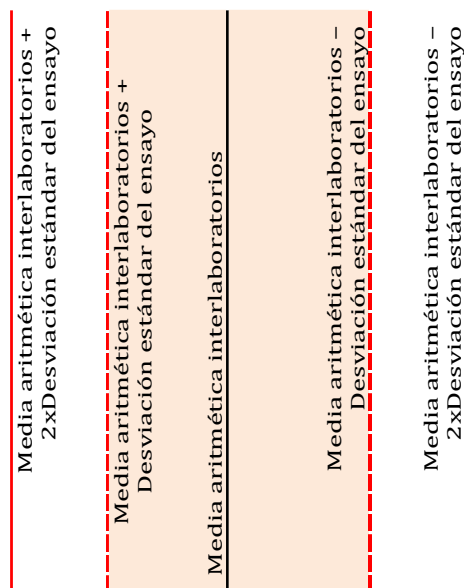 Media aritmética interlaboratorios +
2xDesviación estándar del ensayo
Media aritmética interlaboratorios +
Desviación estándar del ensayo
Media aritmética interlaboratorios
Media aritmética interlaboratorios –
Desviación estándar del ensayo
Media aritmética interlaboratorios –
2xDesviación estándar del ensayo